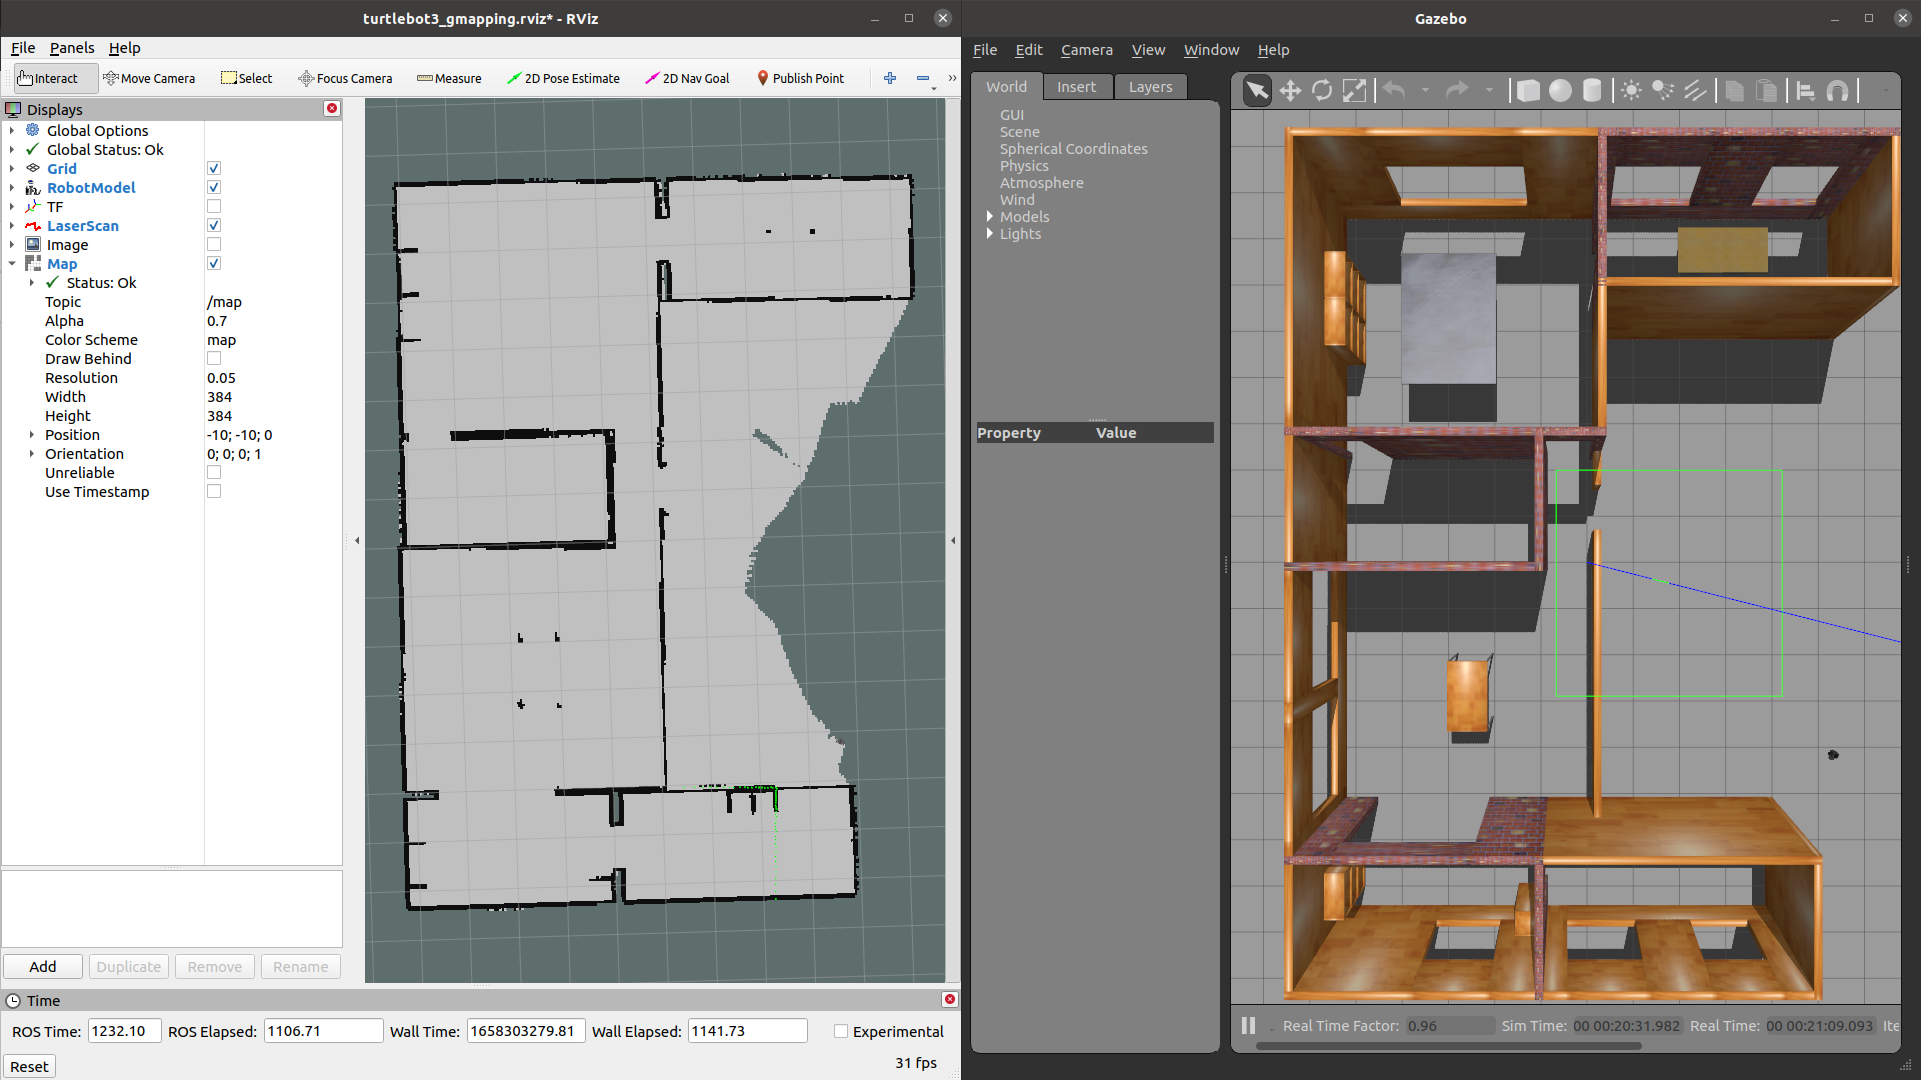 turtlebot3_gmapping.rviz* - RViz
File Panels Help
Interact Move Camera Select Focus Camera Measure 2D Pose Estimate 2D Nav Goal Publish Point
Displays
Global Options
Global Status: Ok
Grid
RobotModel
TF
LaserScan
Image
Map
Status: Ok
Topic /map
Alpha 0.7
Color Scheme map
Draw Behind
Resolution 0.05
Width 384
Height 384
Position -10; -10; 0
Orientation 0; 0; 0; 1
Unreliable
Use Timestamp
Add Duplicate Remove Rename
Time
ROS Time: 1232.10 ROS Elapsed: 1106.71 Wall Time: 1658303279.81 Wall Elapsed: 1141.73 Experimental
Reset 31 fps
Gazebo
File Edit Camera View Window Help
World Insert Layers
GUI
Scene
Spherical Coordinates
Physics
Atmosphere
Wind
Models
Lights
Property Value
Real Time Factor: 0.96 Sim Time: 00 00:20:31.982 Real Time: 00 00:21:09.093 Ite